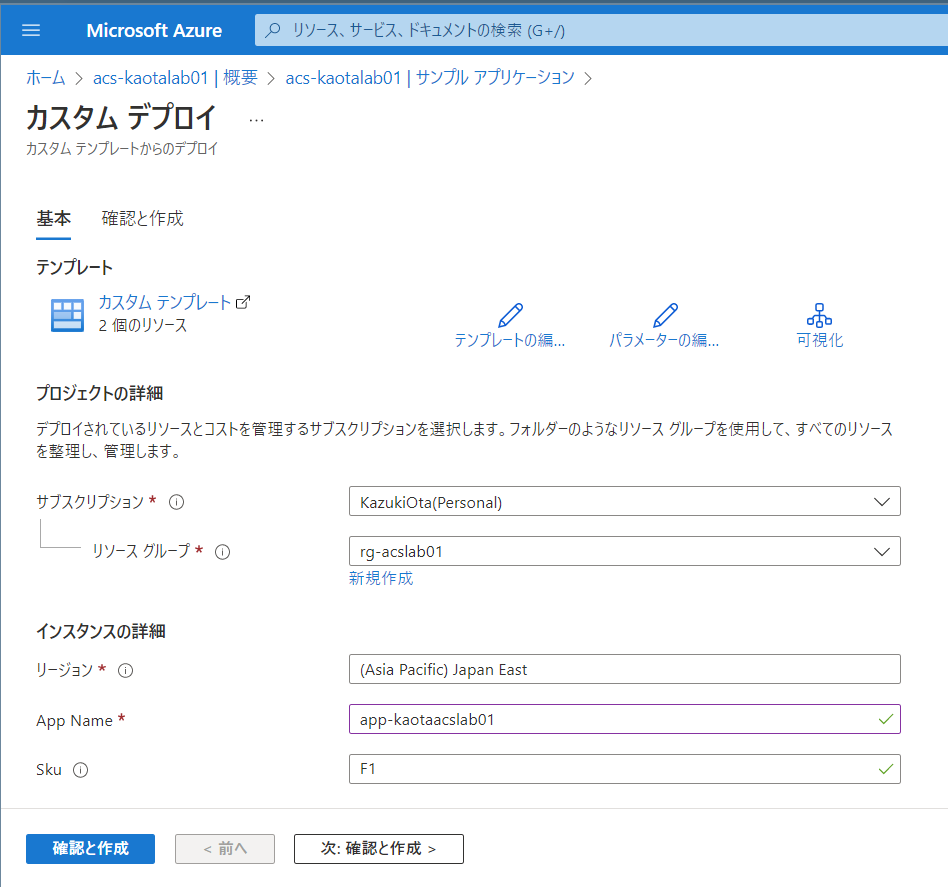 Microsoft Azure
リソース、サービス、ドキュメントの検索 (G+/)
ホーム > acs-kaotalab01 | 概要 > acs-kaotalab01 | サンプル アプリケーション >
カスタム デプロイ ...
カスタム テンプレートからのデプロイ
基本 確認と作成
テンプレート
カスタム テンプレート
2 個のリソース
テンプレートの編... パラメーターの編... 可視化
プロジェクトの詳細
デプロイされているリソースとコストを管理するサブスクリプションを選択します。フォルダーのようなリソース グループを使用して、すべてのリソース
を整理し、管理します。
サブスクリプション * KazukiOta(Personal)
リソース グループ * rg-acslab01
新規作成
インスタンスの詳細
リージョン * (Asia Pacific) Japan East
App Name * app-kaotaacslab01
Sku F1
確認と作成 < 前へ 次: 確認と作成 >